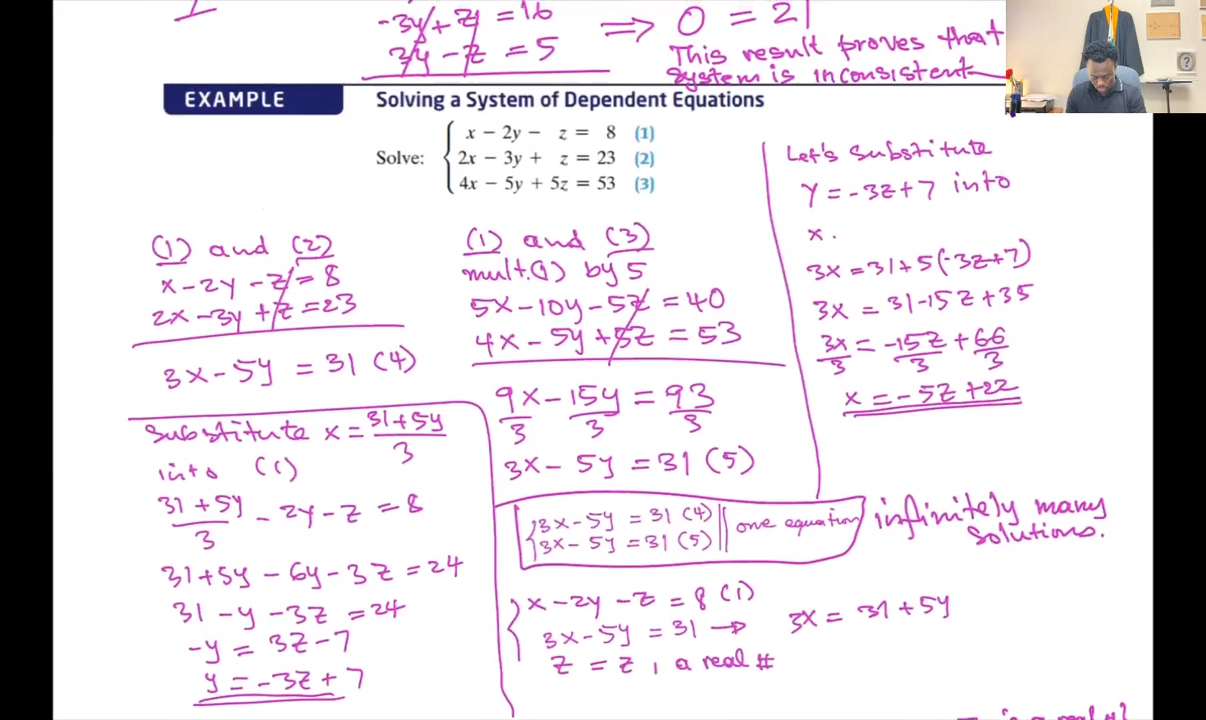 -3y + z = 16
3y - z = 5
⟹ 0 = 21
This result proves that
system is inconsistent
EXAMPLE Solving a System of Dependent Equations
Solve:
x − 2y − z = 8 (1)
2x − 3y + z = 23 (2)
4x − 5y + 5z = 53 (3)
(1) and (2)
x - 2y - z = 8
2x - 3y + z = 23
3x - 5y = 31 (4)
Substitute x = 31+5y/3
into (1)
31+5y/3 - 2y - z = 8
31+5y - 6y - 3z = 24
31 - y - 3z = 24
-y = 3z - 7
y = -3z + 7
(1) and (3)
mult.(1) by 5
5x - 10y - 5z = 40
4x - 5y + 5z = 53
9x/3 - 15y/3 = 93/3
3x - 5y = 31 (5)
3x - 5y = 31 (4)
3x - 5y = 31 (5)
one equation
infinitely many
solutions.
x - 2y - z = 8 (1)
3x - 5y = 31 → 3x = 31 + 5y
z = z, a real #
Let's substitute
y = -3z + 7 into
x.
3x = 31 + 5(-3z+7)
3x = 31 - 15z + 35
3x/3 = -15z/3 + 66/3
x = -5z + 22